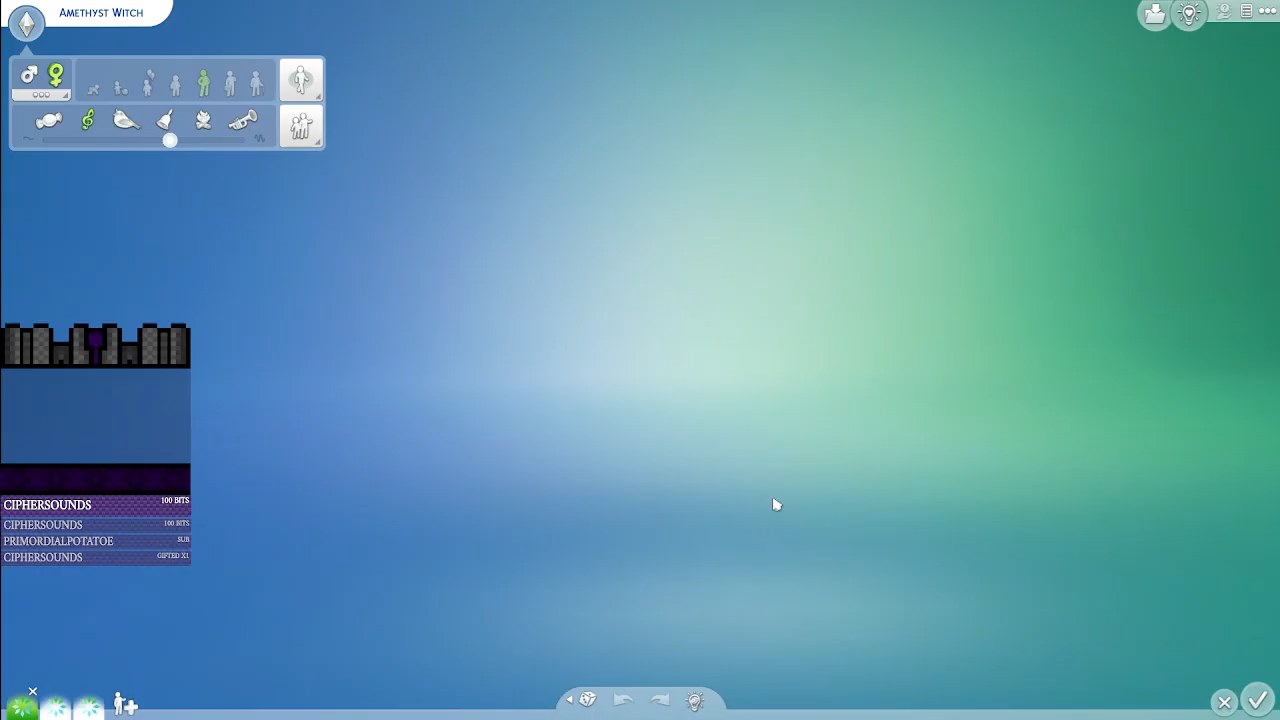 AMETHYST WITCH
CIPHERSOUNDS 100 BITS
CIPHERSOUNDS 100 BITS
PRIMORDIALPOTATOE SUB
CIPHERSOUNDS GIFTED X1